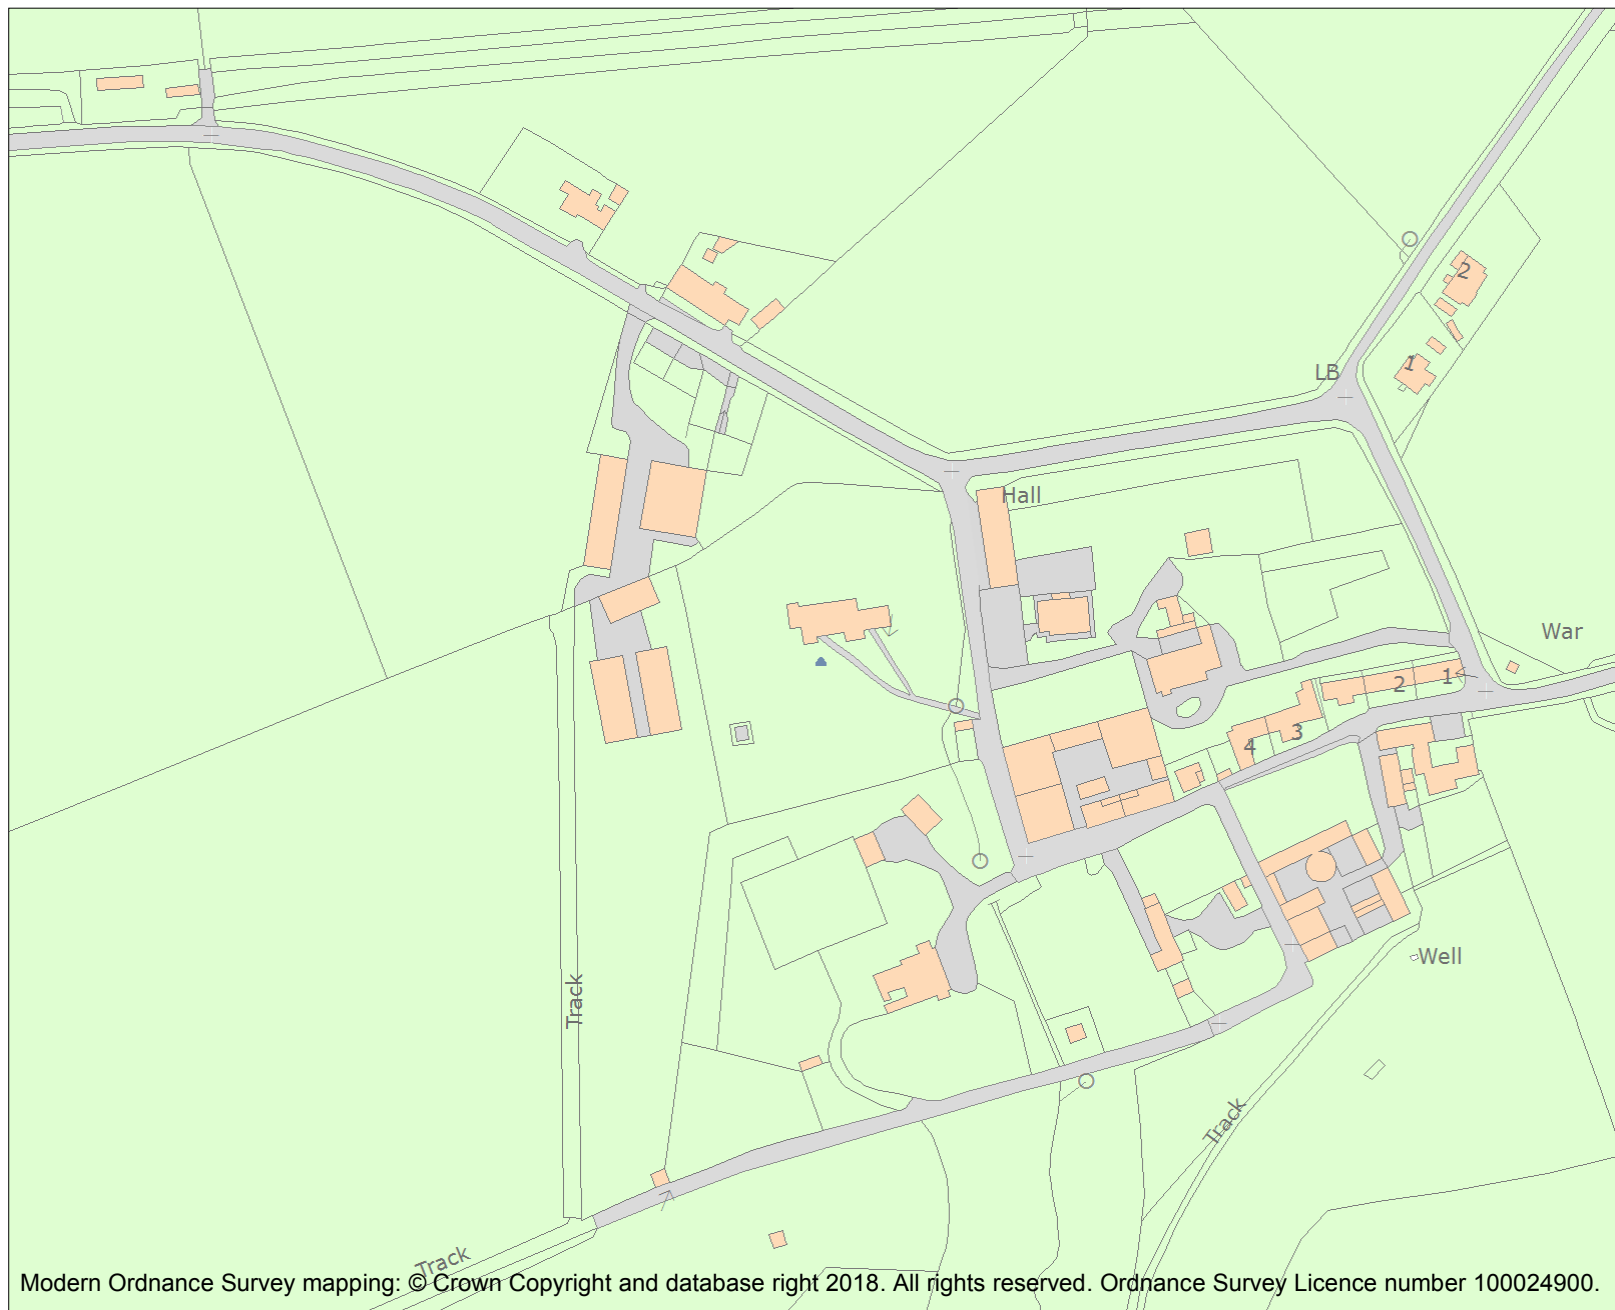 2
1
LB
Hall
War
1
2
3
4
Well
Track
Track
Track
Modern Ordnance Survey mapping: © Crown Copyright and database right 2018. All rights reserved. Ordnance Survey Licence number 100024900.